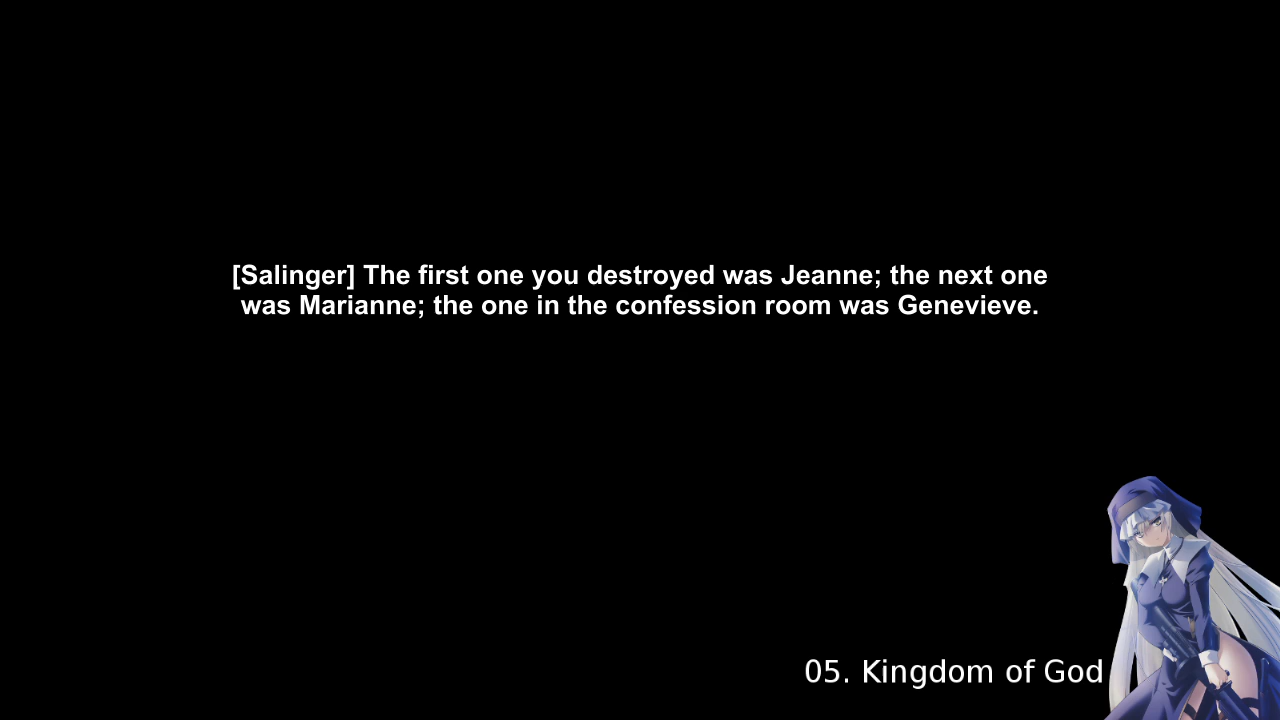 [Salinger] The first one you destroyed was Jeanne; the next one
was Marianne; the one in the confession room was Genevieve.
05. Kingdom of God